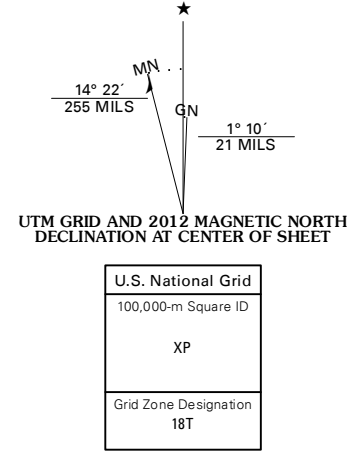 ★
MN
14° 22´
255 MILS
GN
1° 10´
21 MILS
UTM GRID AND 2012 MAGNETIC NORTH
DECLINATION AT CENTER OF SHEET
U.S. National Grid
100,000-m Square ID
XP
Grid Zone Designation
18T